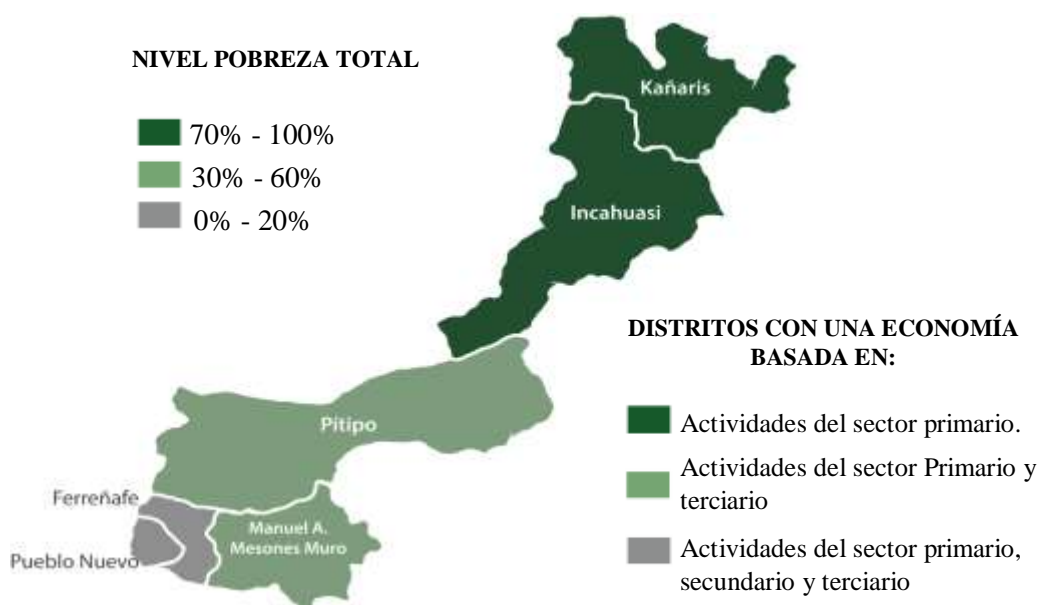 NIVEL POBREZA TOTAL
70% - 100%
30% - 60%
0% - 20%
Kañaris
Incahuasi
DISTRITOS CON UNA ECONOMÍA
BASADA EN:
Actividades del sector primario.
Actividades del sector Primario y
terciario
Actividades del sector primario,
secundario y terciario
Pítipo
Ferreñafe
Manuel A.
Mesones Muro
Pueblo Nuevo